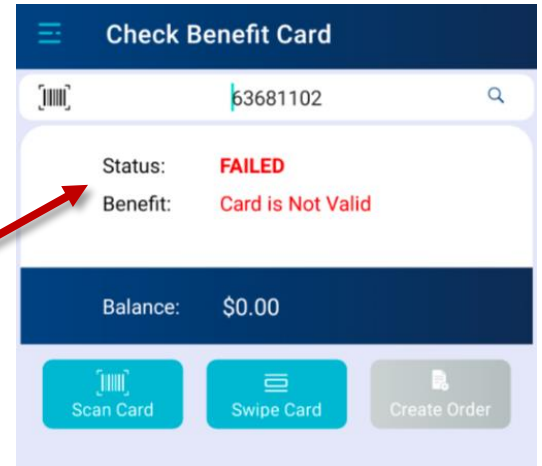 Check Benefit Card
63681102
Status: FAILED
Benefit: Card is Not Valid
Balance: $0.00
Scan Card Swipe Card Create Order